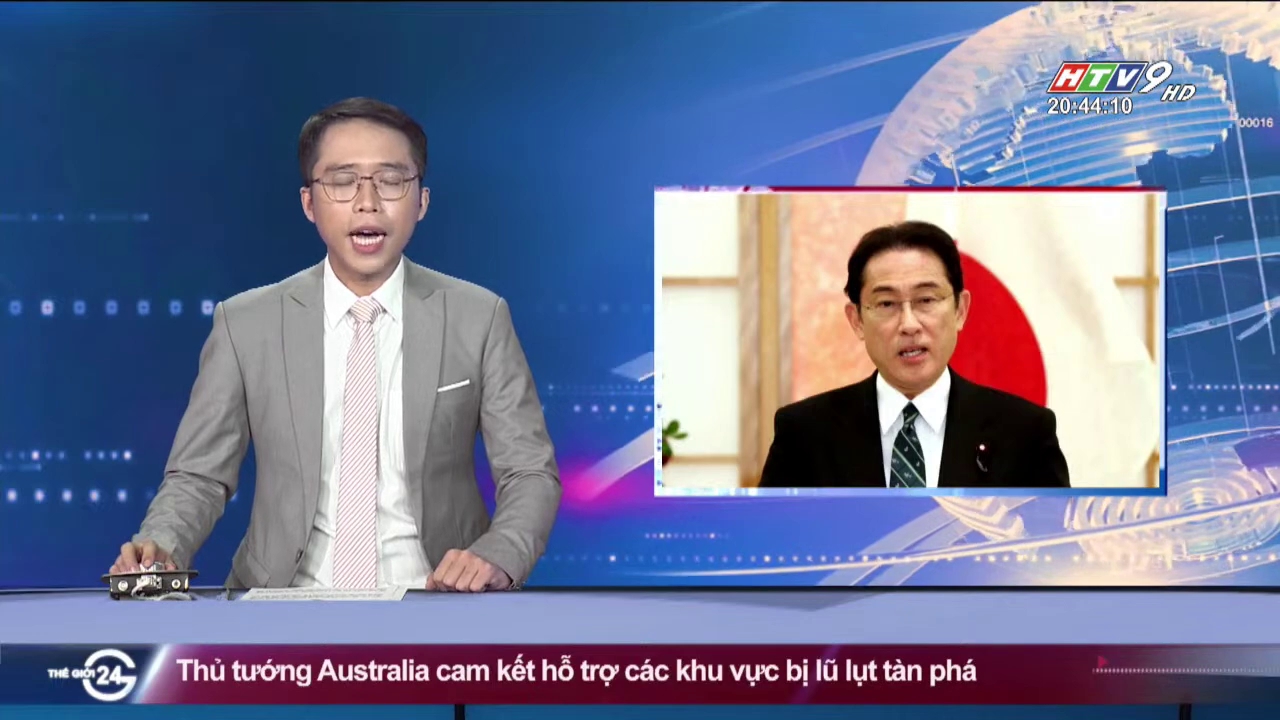 HTV9 HD
20:44:10
00016
THẾ GIỚI 24G
Thủ tướng Australia cam kết hỗ trợ các khu vực bị lũ lụt tàn phá